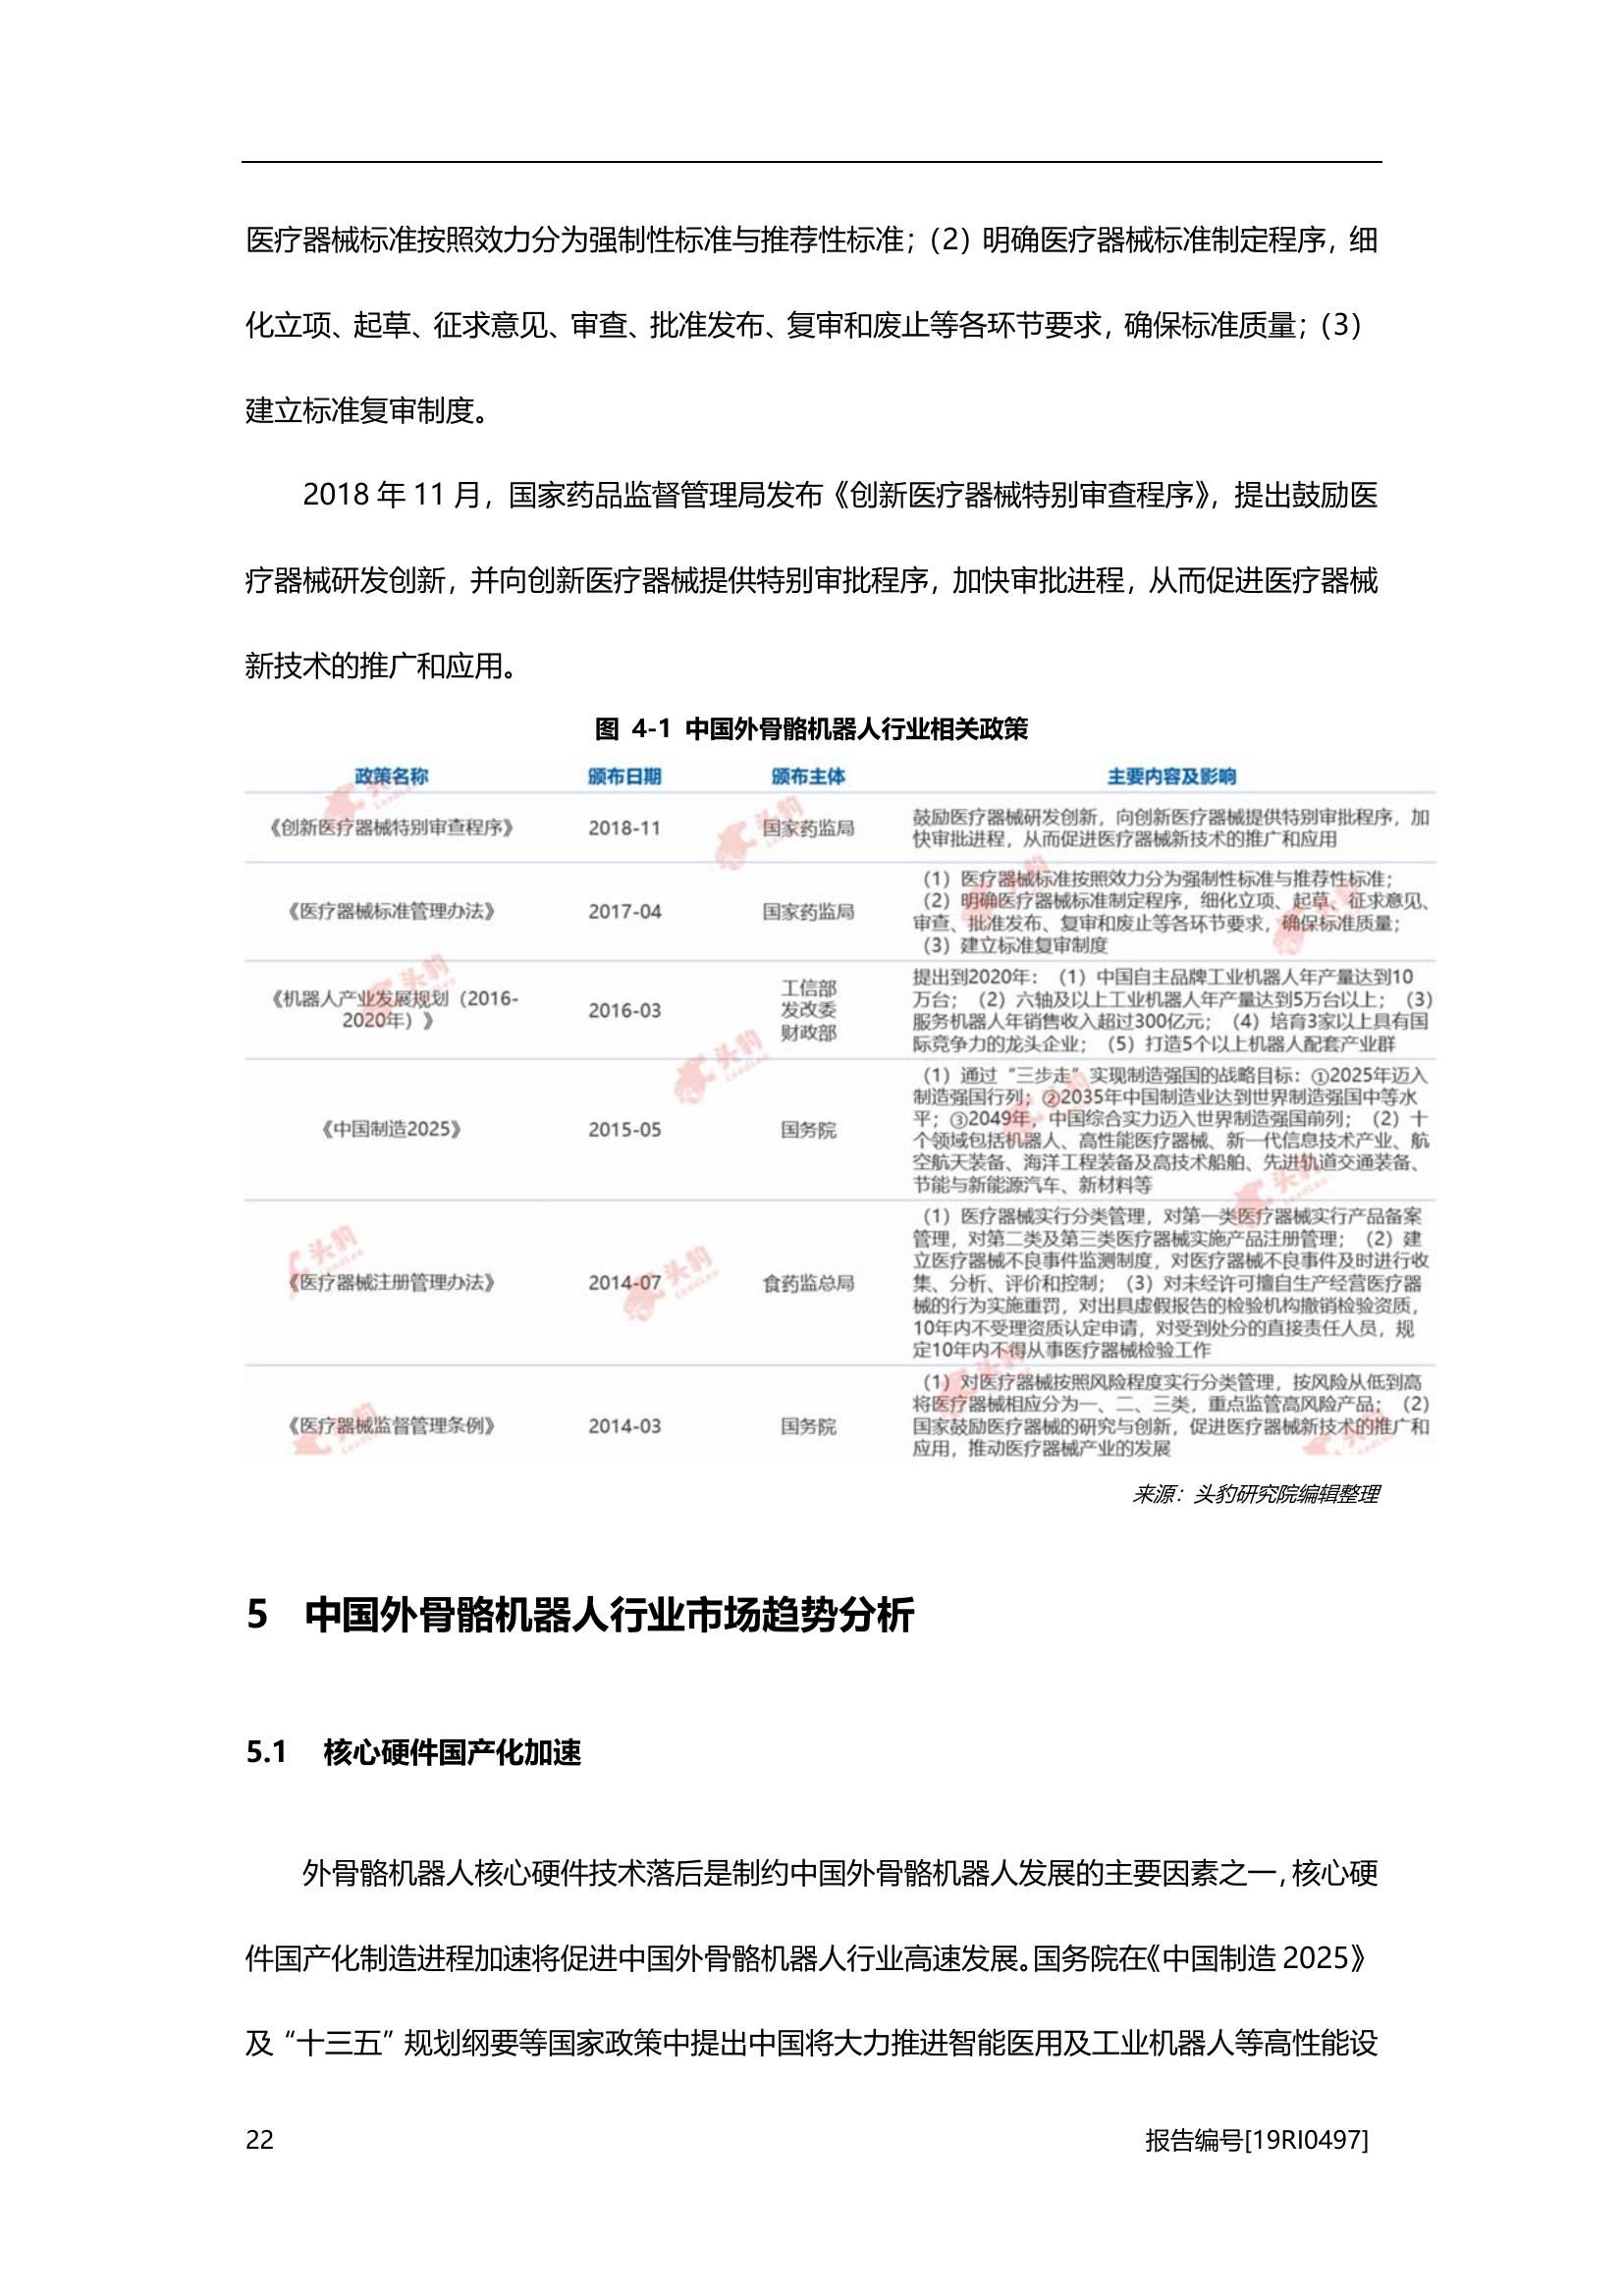 医疗器械标准按照效力分为强制性标准与推荐性标准；（2）明确医疗器械标准制定程序，细
化立项、起草、征求意见、审查、批准发布、复审和废止等各环节要求，确保标准质量；（3）
建立标准复审制度。
2018 年 11 月，国家药品监督管理局发布《创新医疗器械特别审查程序》，提出鼓励医
疗器械研发创新，并向创新医疗器械提供特别审批程序，加快审批进程，从而促进医疗器械
新技术的推广和应用。
图 4-1 中国外骨骼机器人行业相关政策
政策名称 颁布日期 颁布主体 主要内容及影响
《创新医疗器械特别审查程序》 2018-11 国家药监局
鼓励医疗器械研发创新，向创新医疗器械提供特别审批程序，加
快审批进程，从而促进医疗器械新技术的推广和应用
《医疗器械标准管理办法》 2017-04 国家药监局
（1）医疗器械标准按照效力分为强制性标准与推荐性标准；
（2）明确医疗器械标准制定程序，细化立项、起草、征求意见、
审查、批准发布、复审和废止等各环节要求，确保标准质量；
（3）建立标准复审制度
《机器人产业发展规划（2016-
2020年）》
2016-03
工信部
发改委
财政部
提出到2020年：（1）中国自主品牌工业机器人年产量达到10
万台；（2）六轴及以上工业机器人年产量达到5万台以上；（3）
服务机器人年销售收入超过300亿元；（4）培育3家以上具有国
际竞争力的龙头企业；（5）打造5个以上机器人配套产业群
《中国制造2025》 2015-05 国务院
（1）通过“三步走”实现制造强国的战略目标：①2025年迈入
制造强国行列；②2035年中国制造业达到世界制造强国中等水
平；③2049年，中国综合实力迈入世界制造强国前列；（2）十
个领域包括机器人、高性能医疗器械、新一代信息技术产业、航
空航天装备、海洋工程装备及高技术船舶、先进轨道交通装备、
节能与新能源汽车、新材料等
《医疗器械注册管理办法》 2014-07 食药监总局
（1）医疗器械实行分类管理，对第一类医疗器械实行产品备案
管理，对第二类及第三类医疗器械实施产品注册管理；（2）建
立医疗器械不良事件监测制度，对医疗器械不良事件及时进行收
集、分析、评价和控制；（3）对未经许可擅自生产经营医疗器
械的行为实施重罚，对出具虚假报告的检验机构撤销检验资质，
10年内不受理资质认定申请，对受到处分的直接责任人员，规
定10年内不得从事医疗器械检验工作
《医疗器械监督管理条例》 2014-03 国务院
（1）对医疗器械按照风险程度实行分类管理，按风险从低到高
将医疗器械相应分为一、二、三类，重点监管高风险产品；（2）
国家鼓励医疗器械的研究与创新，促进医疗器械新技术的推广和
应用，推动医疗器械产业的发展
来源：头豹研究院编辑整理
5 中国外骨骼机器人行业市场趋势分析
5.1 核心硬件国产化加速
外骨骼机器人核心硬件技术落后是制约中国外骨骼机器人发展的主要因素之一，核心硬
件国产化制造进程加速将促进中国外骨骼机器人行业高速发展。国务院在《中国制造 2025》
及“十三五”规划纲要等国家政策中提出中国将大力推进智能医用及工业机器人等高性能设
22 报告编号[19RI0497]